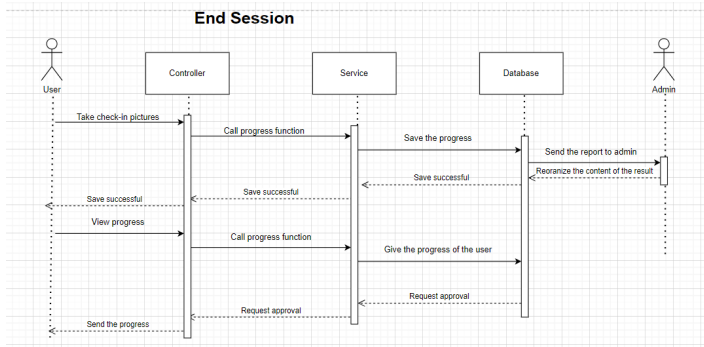 End Session
Controller
Service
Database
User
Admin
Take check-in pictures
Call progress function
Save the progress
Send the report to admin
Reoranize the content of the result
Save successful
Save successful
Save successful
View progress
Call progress function
Give the progress of the user
Request approval
Request approval
Send the progress